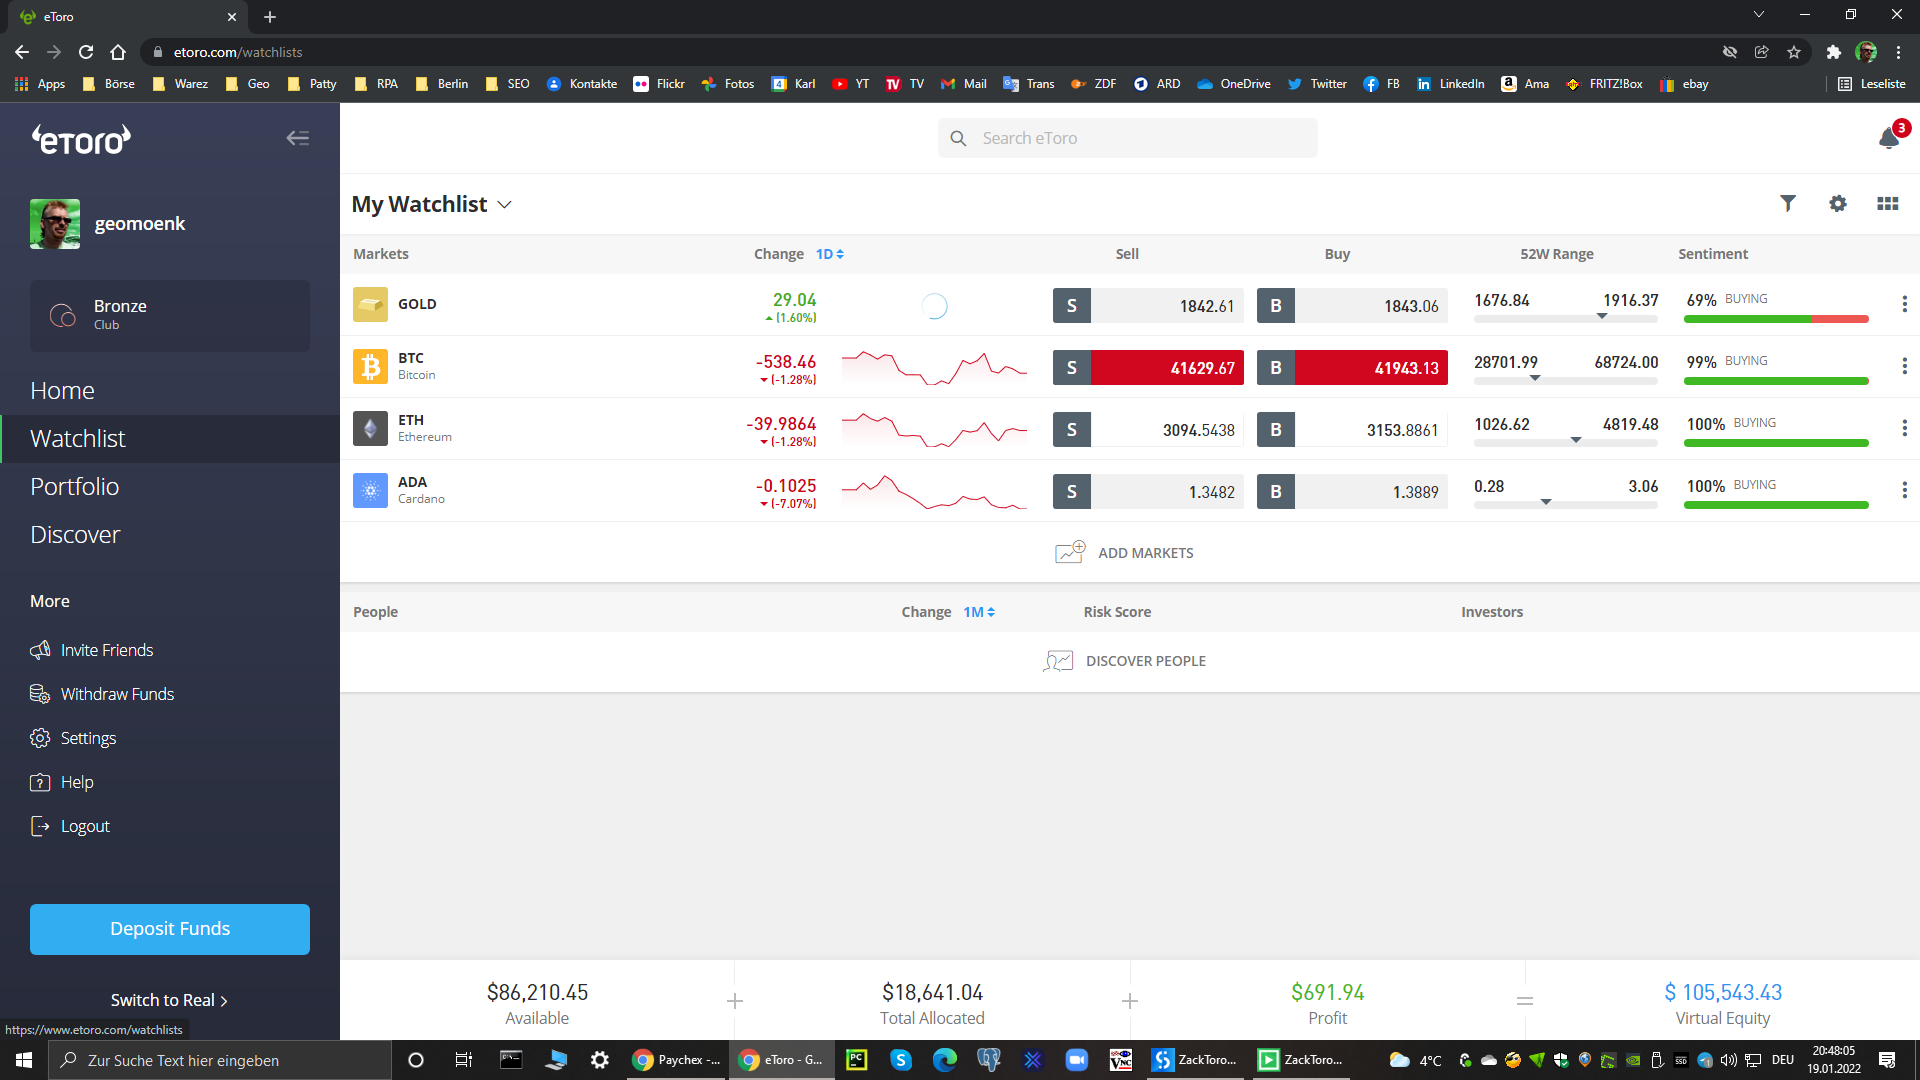 eToro
etoro.com/watchlists
Apps Börse Warez Geo Patty RPA Berlin SEO Kontakte Flickr Fotos Karl YT TV Mail Trans ZDF ARD OneDrive Twitter FB LinkedIn Ama FRITZ!Box ebay Leseliste
eToro
Search eToro
3
geomoenk
Bronze
Club
Home
Watchlist
Portfolio
Discover
More
Invite Friends
Withdraw Funds
Settings
Help
Logout
Deposit Funds
Switch to Real >
https://www.etoro.com/watchlists
My Watchlist
Markets Change 1D Sell Buy 52W Range Sentiment
GOLD 29.04 (1.60%) S 1842.61 B 1843.06 1676.84 1916.37 69% BUYING
BTC Bitcoin -538.46 (-1.28%) S 41629.67 B 41943.13 28701.99 68724.00 99% BUYING
ETH Ethereum -39.9864 (-1.28%) S 3094.5438 B 3153.8861 1026.62 4819.48 100% BUYING
ADA Cardano -0.1025 (-7.07%) S 1.3482 B 1.3889 0.28 3.06 100% BUYING
ADD MARKETS
People Change 1M Risk Score Investors
DISCOVER PEOPLE
$86,210.45 + $18,641.04 + $691.94 = $ 105,543.43
Available Total Allocated Profit Virtual Equity
Zur Suche Text hier eingeben
Paychex -... eToro - G... ZackToro... ZackToro... 4°C DEU
20:48:05
19.01.2022